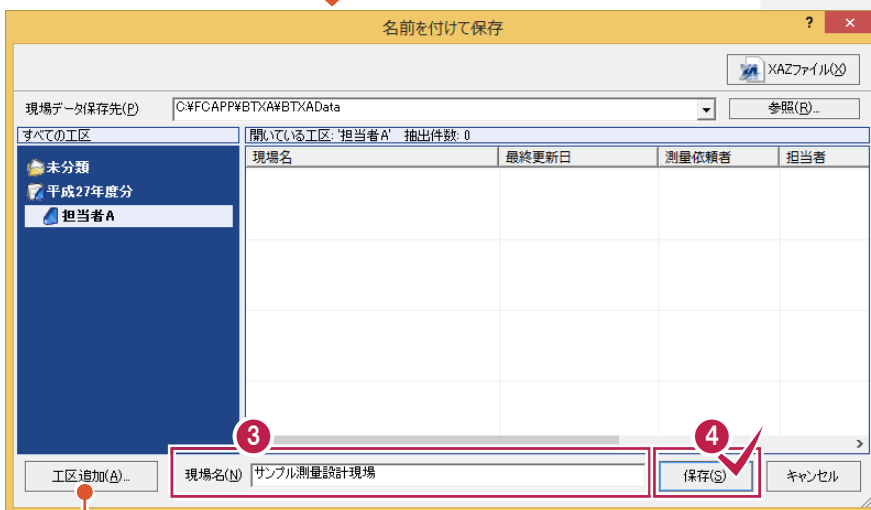 名前を付けて保存
? ×
XAZファイル(X)
現場データ保存先(P) C:¥FCAPP¥BTXA¥BTXAData 参照(R)...
すべての工区 開いている工区: '担当者A' 抽出件数: 0
現場名 最終更新日 測量依頼者 担当者
未分類
平成27年度分
担当者A
3 4
工区追加(A)... 現場名(N) サンプル測量設計現場 保存(S) キャンセル